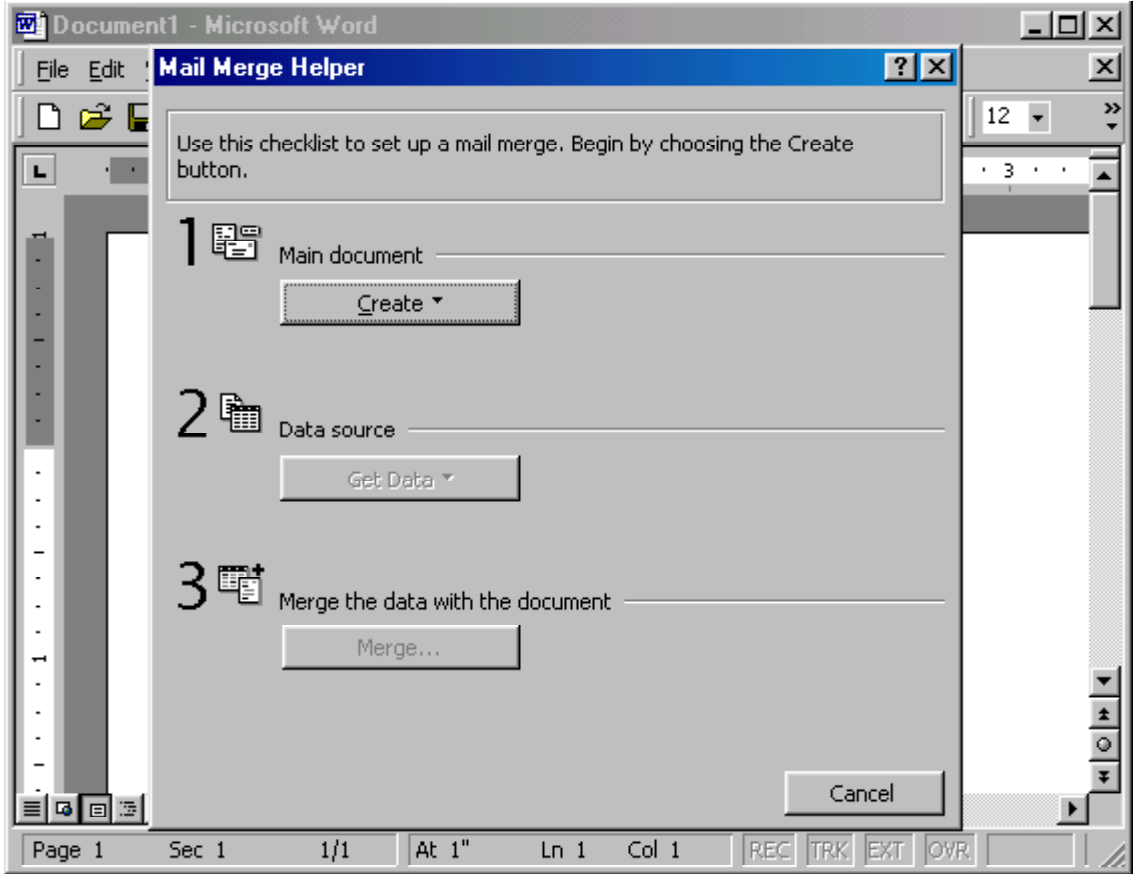 Document1 - Microsoft Word
File Edit
Mail Merge Helper
12
Use this checklist to set up a mail merge. Begin by choosing the Create
button.
3
1
Main document
Create
2
Data source
Get Data
3
Merge the data with the document
Merge...
1
Cancel
Page 1 Sec 1 1/1 At 1" Ln 1 Col 1 REC TRK EXT OVR